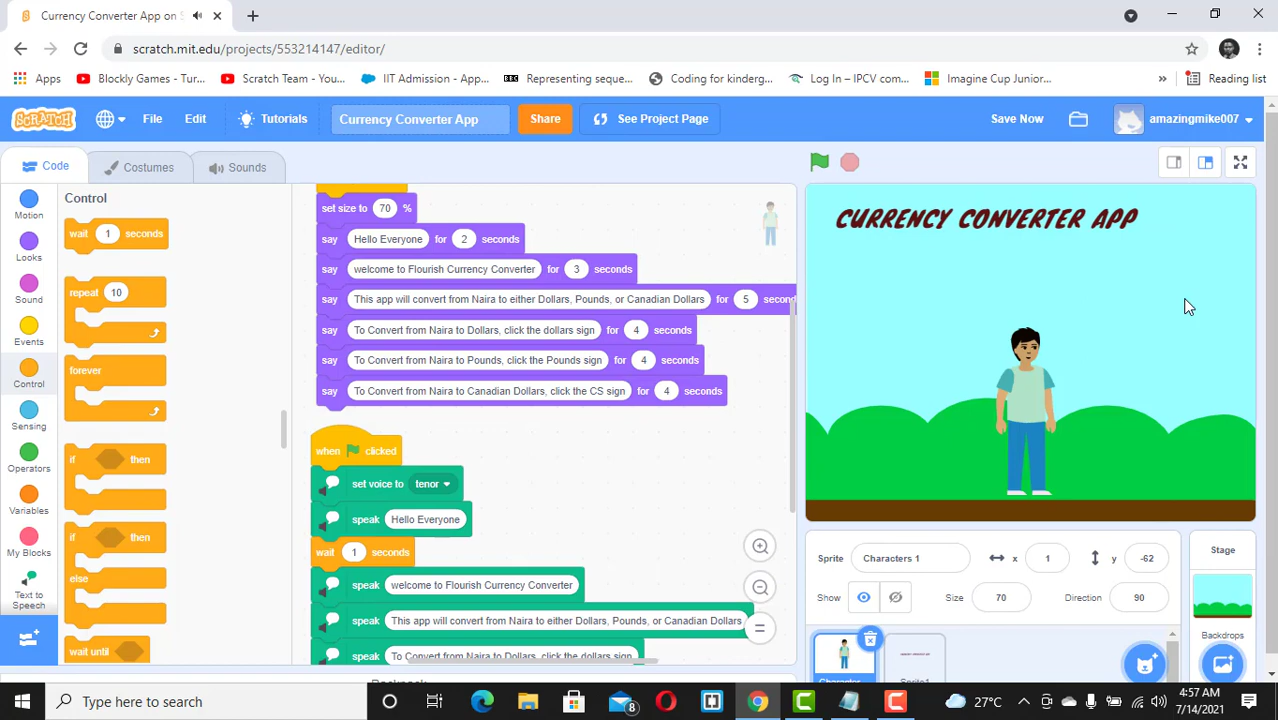 Currency Converter App on S
scratch.mit.edu/projects/553214147/editor/
Apps
Blockly Games - Tur...
Scratch Team - You...
IIT Admission - App...
Representing seque...
Coding for kinderg...
Log In – IPCV comm...
Imagine Cup Junior...
»
Reading list
SCRATCH
File
Edit
Tutorials
Currency Converter App
Share
See Project Page
Save Now
amazingmike007
Code
Costumes
Sounds
Motion
Looks
Sound
Events
Control
Sensing
Operators
Variables
My Blocks
Text to
Speech
Control
wait 1 seconds
repeat 10
forever
if then
if then
else
wait until
set size to 70 %
say Hello Everyone for 2 seconds
say welcome to Flourish Currency Converter for 3 seconds
say This app will convert from Naira to either Dollars, Pounds, or Canadian Dollars for 5 secon
say To Convert from Naira to Dollars, click the dollars sign for 4 seconds
say To Convert from Naira to Pounds, click the Pounds sign for 4 seconds
say To Convert from Naira to Canadian Dollars, click the CS sign for 4 seconds
when clicked
set voice to tenor
speak Hello Everyone
wait 1 seconds
speak welcome to Flourish Currency Converter
speak This app will convert from Naira to either Dollars, Pounds, or Canadian Dollars
speak To Convert from Naira to Dollars, click the dollars sign
CURRENCY CONVERTER APP
Sprite Characters 1 x 1 y -62
Show Size 70 Direction 90
Stage
Backdrops
Sprite1
Type here to search
8
27°C
4:57 AM
7/14/2021